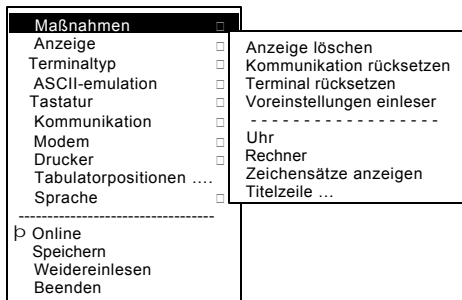 Maßnahmen
Anzeige
Terminaltyp
ASCII-emulation
Tastatur
Kommunikation
Modem
Drucker
Tabulatorpositionen ....
Sprache
----------------------------------
þ Online
Speichern
Weidereinlesen
Beenden
Anzeige löschen
Kommunikation rücksetzen
Terminal rücksetzen
Voreinstellungen einleser
- - - - - - - - - - - - - - - - - -
Uhr
Rechner
Zeichensätze anzeigen
Titelzeile ...